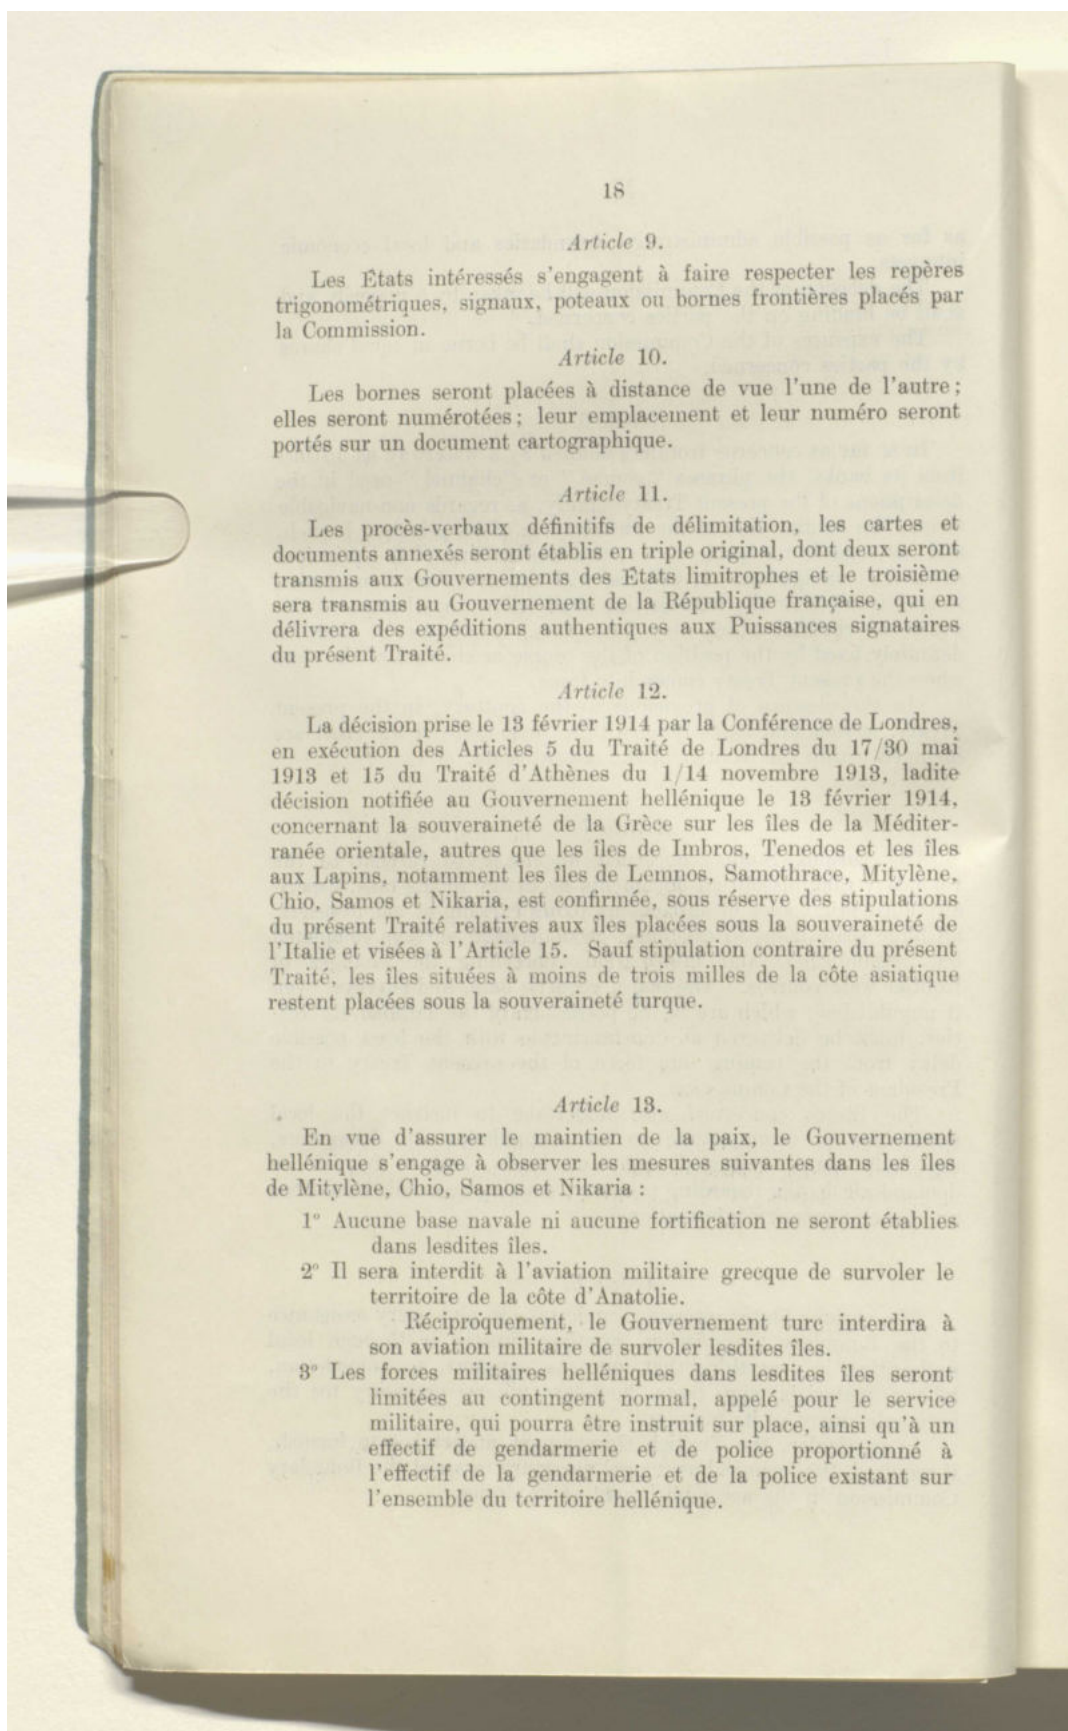 18
Article 9.
Les États intéressés s'engagent à faire respecter les repères
trigonométriques, signaux, poteaux ou bornes frontières placés par
la Commission.
Article 10.
Les bornes seront placées à distance de vue l'une de l'autre;
elles seront numérotées; leur emplacement et leur numéro seront
portés sur un document cartographique.
Article 11.
Les procès-verbaux définitifs de délimitation, les cartes et
documents annexés seront établis en triple original, dont deux seront
transmis aux Gouvernements des États limitrophes et le troisième
sera transmis au Gouvernement de la République française, qui en
délivrera des expéditions authentiques aux Puissances signataires
du présent Traité.
Article 12.
La décision prise le 13 février 1914 par la Conférence de Londres,
en exécution des Articles 5 du Traité de Londres du 17/30 mai
1913 et 15 du Traité d'Athènes du 1/14 novembre 1913, ladite
décision notifiée au Gouvernement hellénique le 13 février 1914,
concernant la souveraineté de la Grèce sur les îles de la Méditer-
ranée orientale, autres que les îles de Imbros, Tenedos et les îles
aux Lapins, notamment les îles de Lemnos, Samothrace, Mitylène,
Chio, Samos et Nikaria, est confirmée, sous réserve des stipulations
du présent Traité relatives aux îles placées sous la souveraineté de
l'Italie et visées à l'Article 15. Sauf stipulation contraire du présent
Traité, les îles situées à moins de trois milles de la côte asiatique
restent placées sous la souveraineté turque.
Article 13.
En vue d'assurer le maintien de la paix, le Gouvernement
hellénique s'engage à observer les mesures suivantes dans les îles
de Mitylène, Chio, Samos et Nikaria :
1° Aucune base navale ni aucune fortification ne seront établies
dans lesdites îles.
2° Il sera interdit à l'aviation militaire grecque de survoler le
territoire de la côte d'Anatolie.
Réciproquement, le Gouvernement turc interdira à
son aviation militaire de survoler lesdites îles.
3° Les forces militaires helléniques dans lesdites îles seront
limitées au contingent normal, appelé pour le service
militaire, qui pourra être instruit sur place, ainsi qu'à un
effectif de gendarmerie et de police proportionné à
l'effectif de la gendarmerie et de la police existant sur
l'ensemble du territoire hellénique.